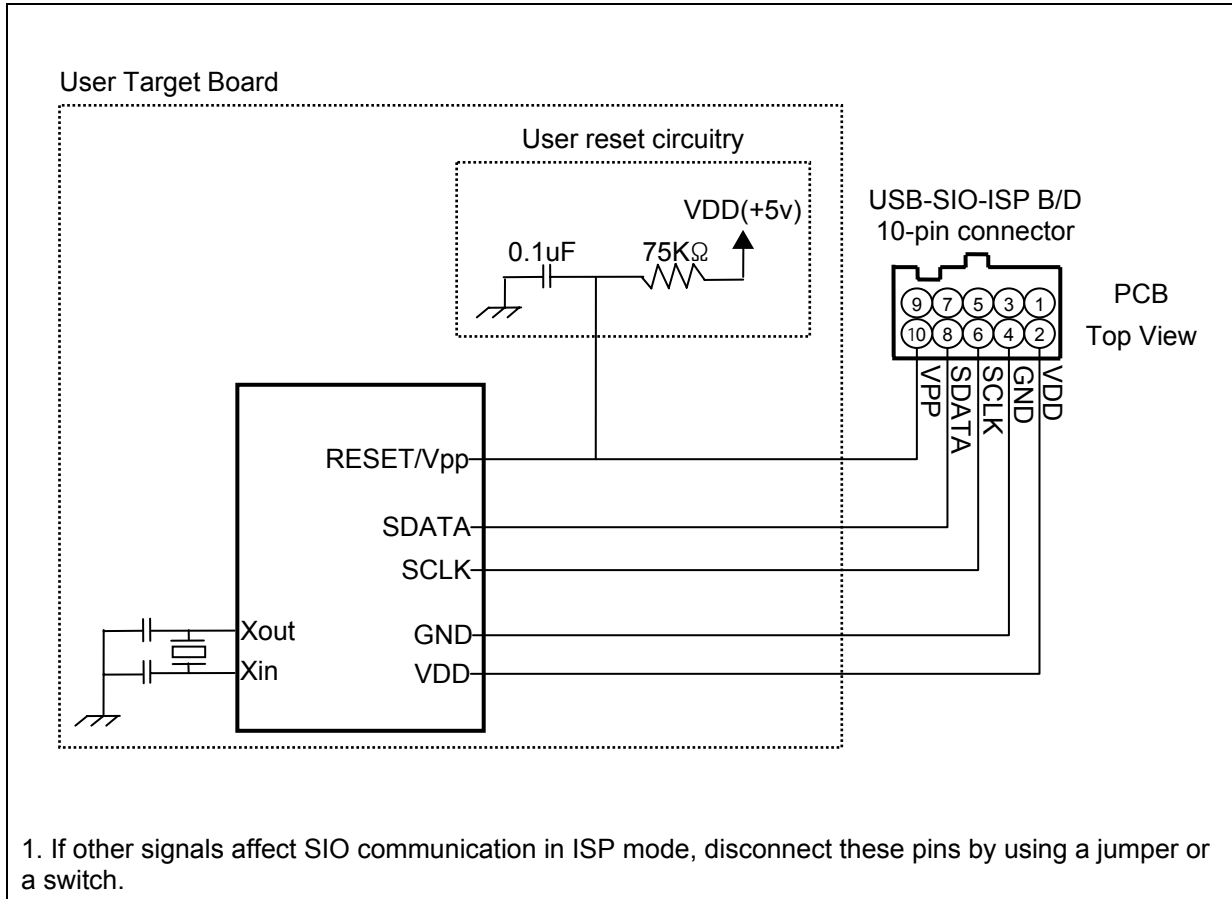 User Target Board
User reset circuitry
VDD(+5v)
0.1uF
75KΩ
USB-SIO-ISP B/D
10-pin connector
9 7 5 3 1
10 8 6 4 2
PCB
Top View
VPP
SDATA
SCLK
GND
VDD
RESET/Vpp
SDATA
SCLK
Xout
GND
Xin
VDD
1. If other signals affect SIO communication in ISP mode, disconnect these pins by using a jumper or
a switch.